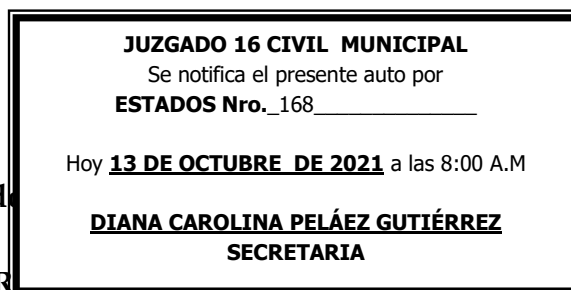 JUZGADO 16 CIVIL MUNICIPAL
Se notifica el presente auto por
ESTADOS Nro._168________________
Hoy 13 DE OCTUBRE DE 2021 a las 8:00 A.M
DIANA CAROLINA PELÁEZ GUTIÉRREZ
SECRETARIA